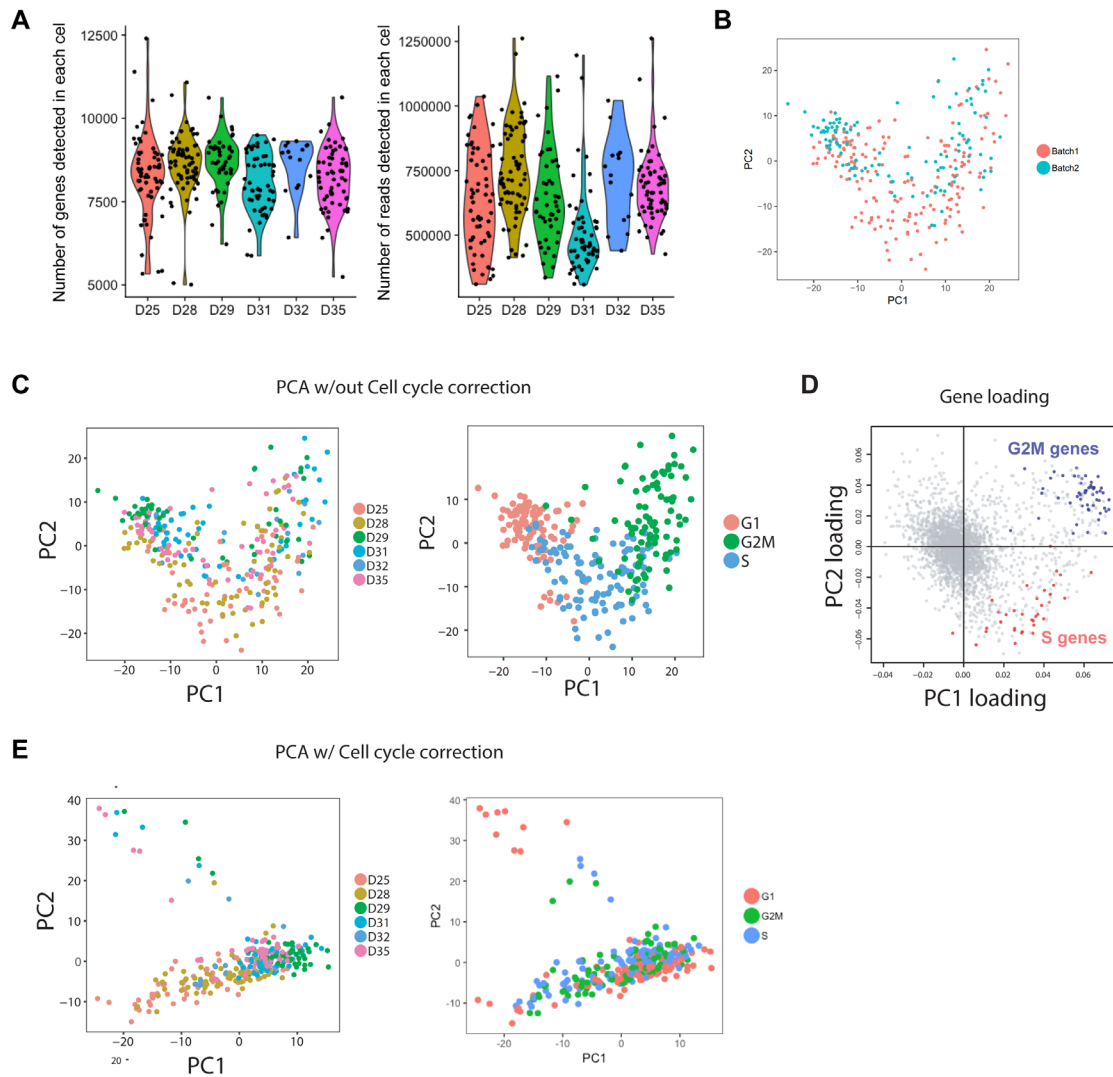 A
Number of genes detected in each cel
12500
10000
7500
5000
D25 D28 D29 D31 D32 D35
Number of reads detected in each cel
1250000
1000000
750000
500000
D25 D28 D29 D31 D32 D35
B
PC2
20
10
0
−10
−20
−20 −10 0 10 20
PC1
Batch1
Batch2
C
PCA w/out Cell cycle correction
PC2
20
10
0
−10
−20
−20 −10 0 10 20
PC1
D25
D28
D29
D31
D32
D35
PC2
20
10
0
−10
−20
−20 −10 0 10 20
PC1
G1
G2M
S
D
Gene loading
G2M genes
S genes
PC2 loading
0.06
0.04
0.02
0.00
−0.02
−0.04
−0.06
−0.04 −0.02 0.00 0.02 0.04 0.06
PC1 loading
E
PCA w/ Cell cycle correction
PC2
40
30
20
10
0
−10
−20 −10 0 10
20 -
PC1
D25
D28
D29
D31
D32
D35
PC2
40
30
20
10
0
−10
−20 −10 0 10
PC1
G1
G2M
S